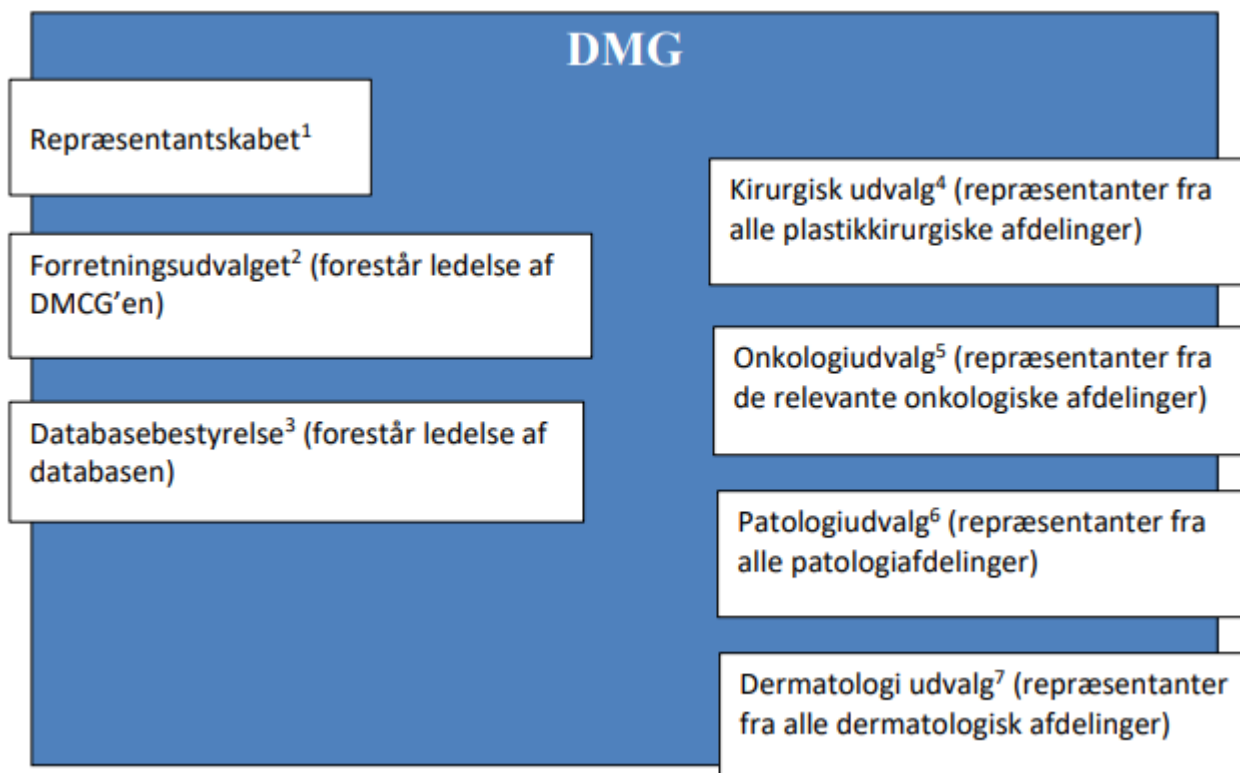 DMG
Repræsentantskabet¹
Forretningsudvalget² (forestår ledelse af
DMCG’en)
Databasebestyrelse³ (forestår ledelse af
databasen)
Kirurgisk udvalg⁴ (repræsentanter fra
alle plastikkirurgiske afdelinger)
Onkologiudvalg⁵ (repræsentanter fra
de relevante onkologiske afdelinger)
Patologiudvalg⁶ (repræsentanter fra
alle patologiafdelinger)
Dermatologi udvalg⁷ (repræsentanter
fra alle dermatologisk afdelinger)